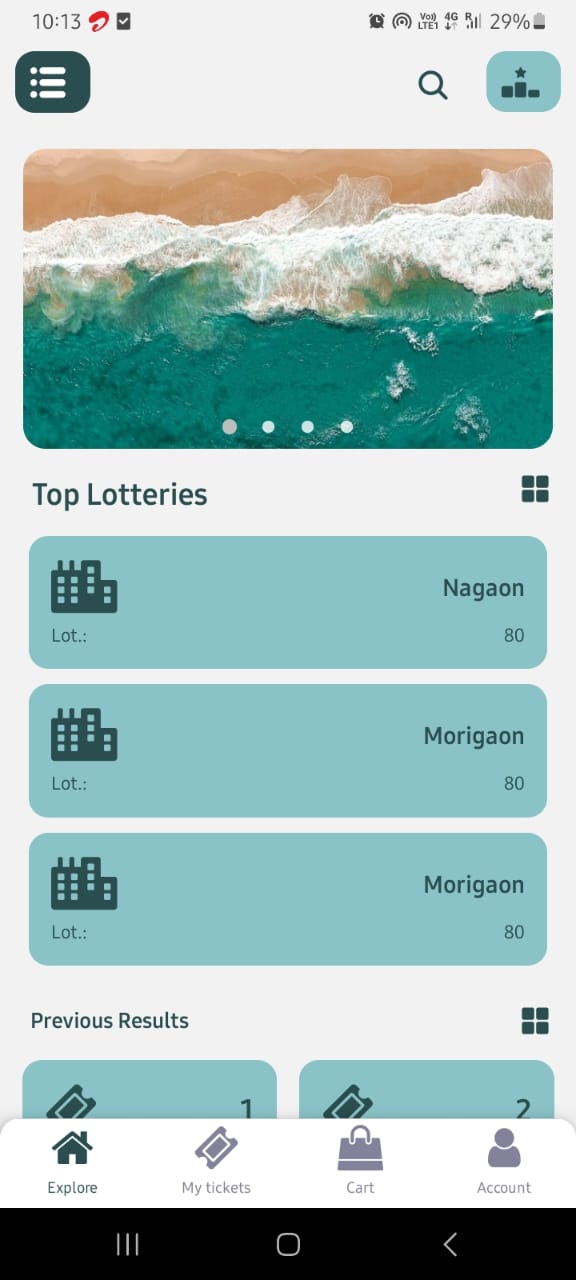 10:13
Vo)) 4G R 29%
LTE1
Top Lotteries
Nagaon
Lot.: 80
Morigaon
Lot.: 80
Morigaon
Lot.: 80
Previous Results
1 2
Explore My tickets Cart Account